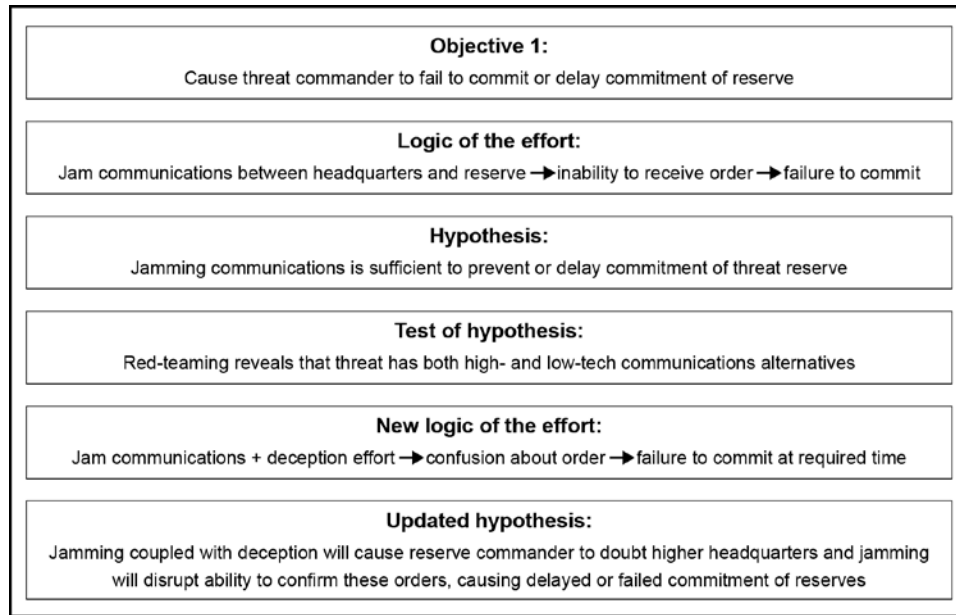 Objective 1:
Cause threat commander to fail to commit or delay commitment of reserve
Logic of the effort:
Jam communications between headquarters and reserve → inability to receive order → failure to commit
Hypothesis:
Jamming communications is sufficient to prevent or delay commitment of threat reserve
Test of hypothesis:
Red-teaming reveals that threat has both high- and low-tech communications alternatives
New logic of the effort:
Jam communications + deception effort → confusion about order → failure to commit at required time
Updated hypothesis:
Jamming coupled with deception will cause reserve commander to doubt higher headquarters and jamming
will disrupt ability to confirm these orders, causing delayed or failed commitment of reserves